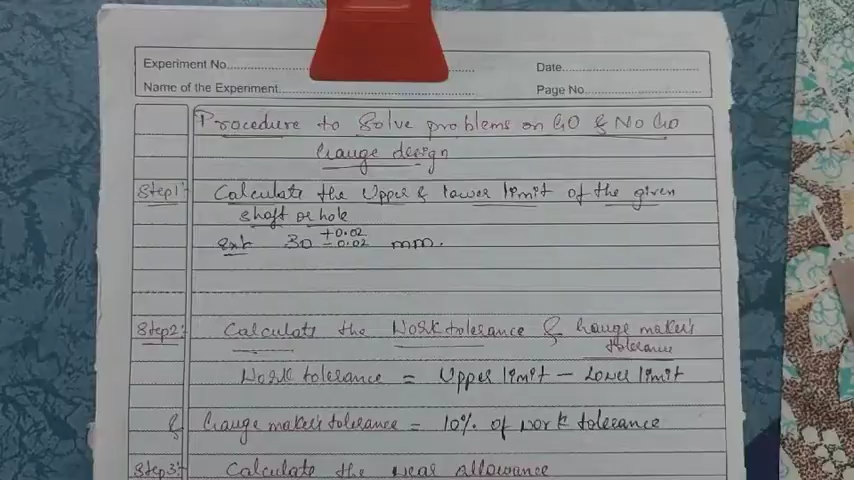 Experiment No.
Date
Name of the Experiment
Page No
Procedure to Solve problems on GO & No Go
Gauge design
Step1: Calculate the Upper & lower limit of the given
shaft or hole
Ex: 30 +0.02 -0.02 mm.
Step2: Calculate the Work tolerance & Gauge maker's
tolerance
Work tolerance = Upper limit - Lower limit
& Gauge maker's tolerance = 10% of work tolerance
Step3: Calculate the wear allowance